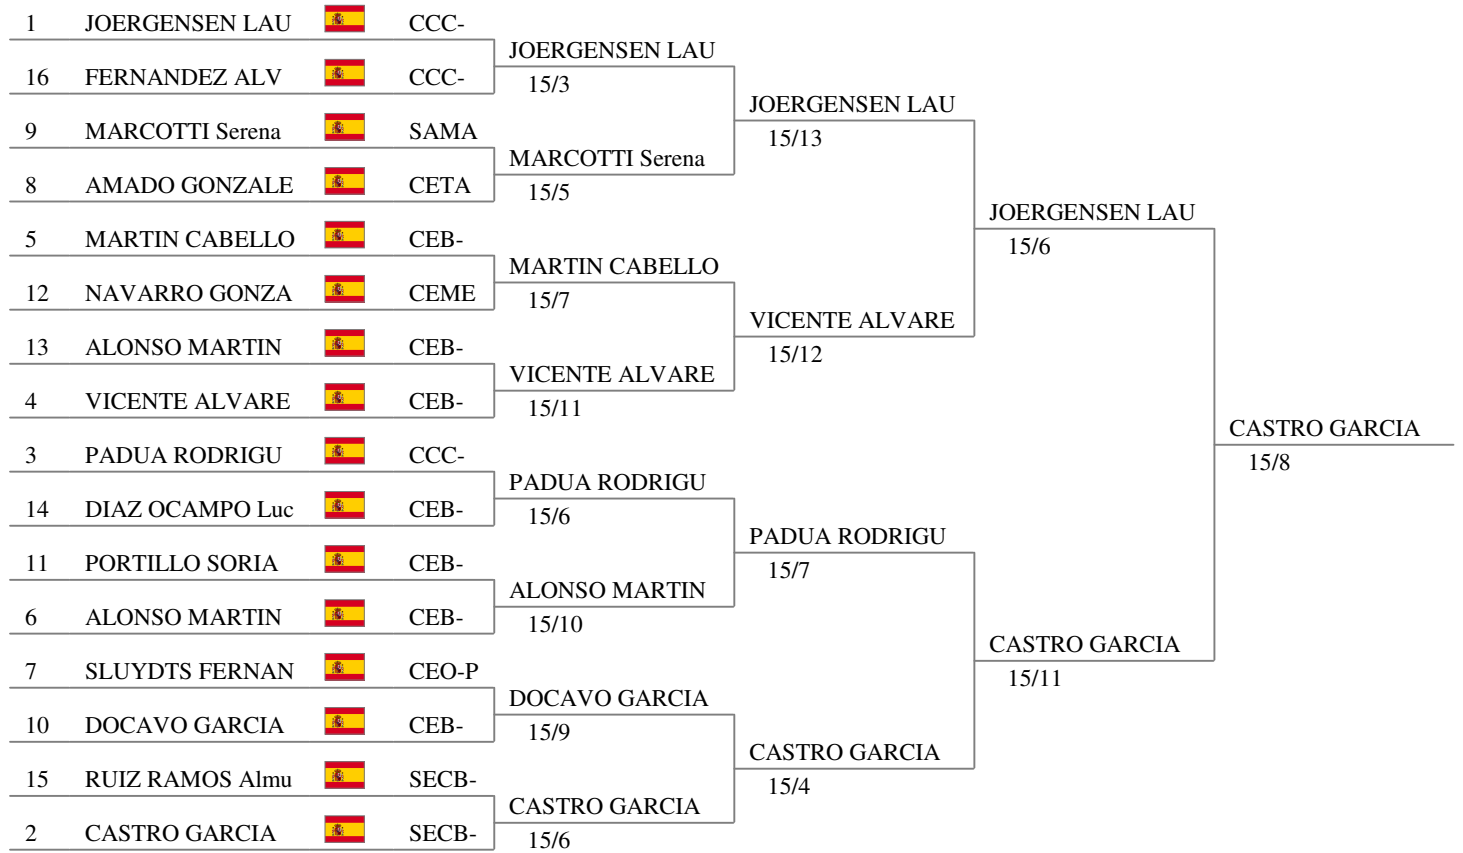 1 JOERGENSEN LAU CCC-
JOERGENSEN LAU
16 FERNANDEZ ALV CCC-
15/3
JOERGENSEN LAU
9 MARCOTTI Serena SAMA
15/13
MARCOTTI Serena
8 AMADO GONZALE CETA
15/5
JOERGENSEN LAU
5 MARTIN CABELLO CEB-
15/6
MARTIN CABELLO
12 NAVARRO GONZA CEME
15/7
VICENTE ALVARE
13 ALONSO MARTIN CEB-
15/12
VICENTE ALVARE
4 VICENTE ALVARE CEB-
15/11
CASTRO GARCIA
3 PADUA RODRIGU CCC-
15/8
PADUA RODRIGU
14 DIAZ OCAMPO Luc CEB-
15/6
PADUA RODRIGU
11 PORTILLO SORIA CEB-
15/7
ALONSO MARTIN
6 ALONSO MARTIN CEB-
15/10
CASTRO GARCIA
7 SLUYDTS FERNAN CEO-P
15/11
DOCAVO GARCIA
10 DOCAVO GARCIA CEB-
15/9
CASTRO GARCIA
15 RUIZ RAMOS Almu SECB-
15/4
CASTRO GARCIA
2 CASTRO GARCIA SECB-
15/6